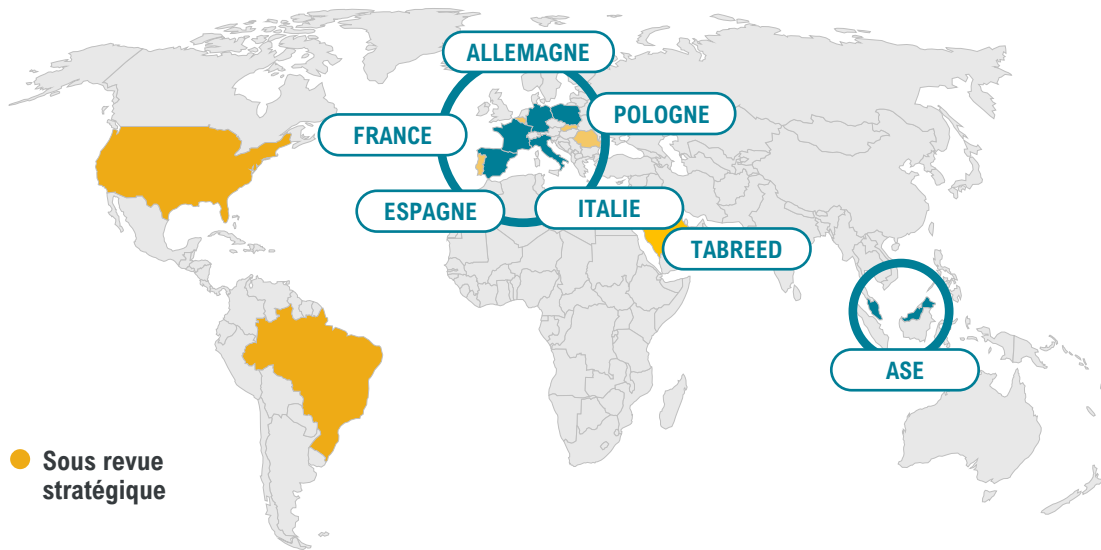 ALLEMAGNE
POLOGNE
FRANCE
ESPAGNE
ITALIE
TABREED
ASE
Sous revue
stratégique